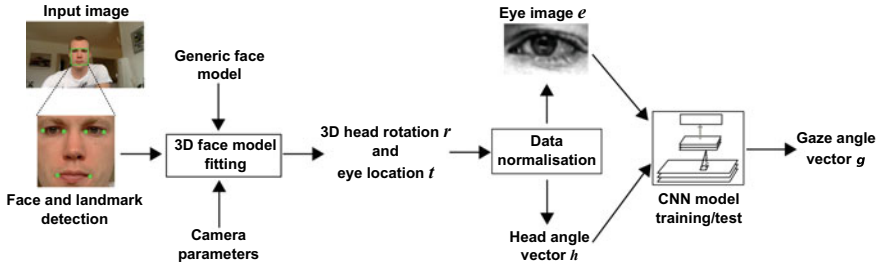 Input image
Face and landmark
detection
Generic face
model
3D face model
fitting
Camera
parameters
3D head rotation r
and
eye location t
Eye image e
Data
normalisation
Head angle
vector h
CNN model
training/test
Gaze angle
vector g